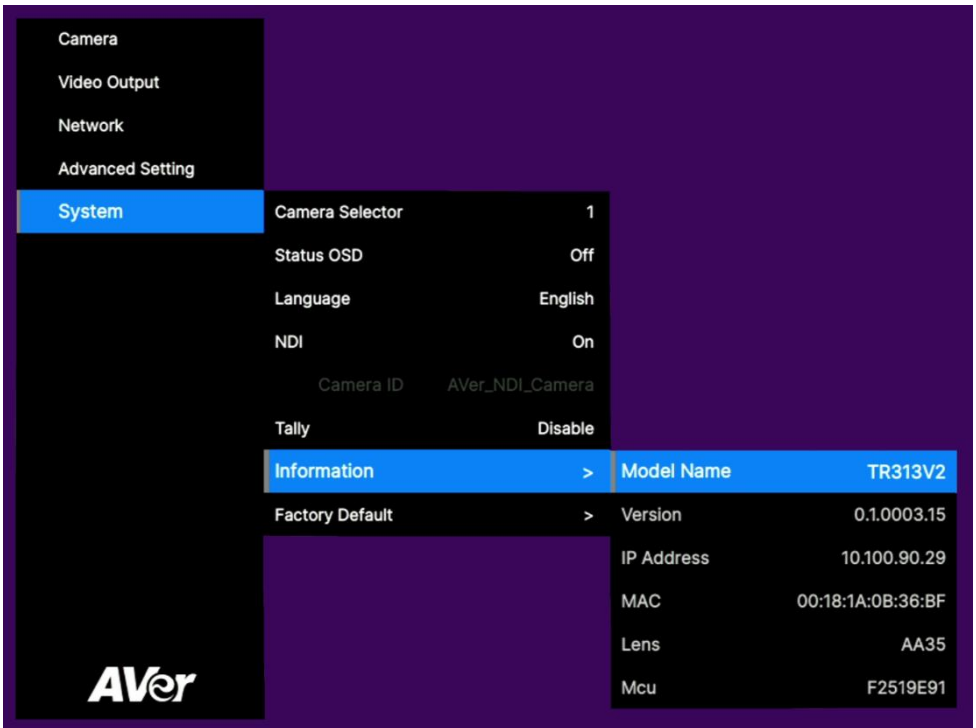 Camera
Video Output
Network
Advanced Setting
System
Camera Selector 1
Status OSD Off
Language English
NDI On
Camera ID AVer_NDI_Camera
Tally Disable
Information >
Factory Default >
Model Name TR313V2
Version 0.1.0003.15
IP Address 10.100.90.29
MAC 00:18:1A:0B:36:BF
Lens AA35
Mcu F2519E91
AVer